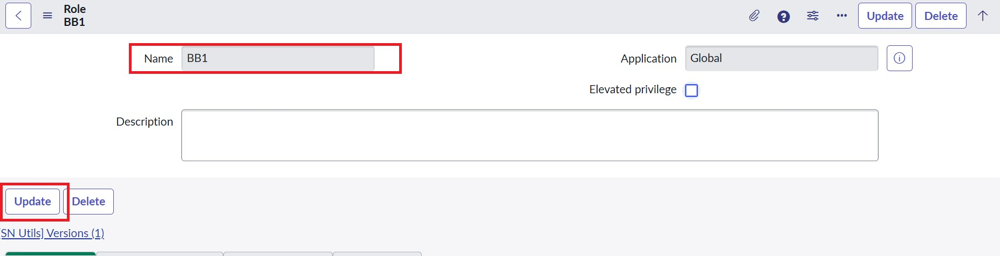 Role
BB1
Update Delete
Name BB1
Application Global
Elevated privilege
Description
Update Delete
[SN Utils] Versions (1)